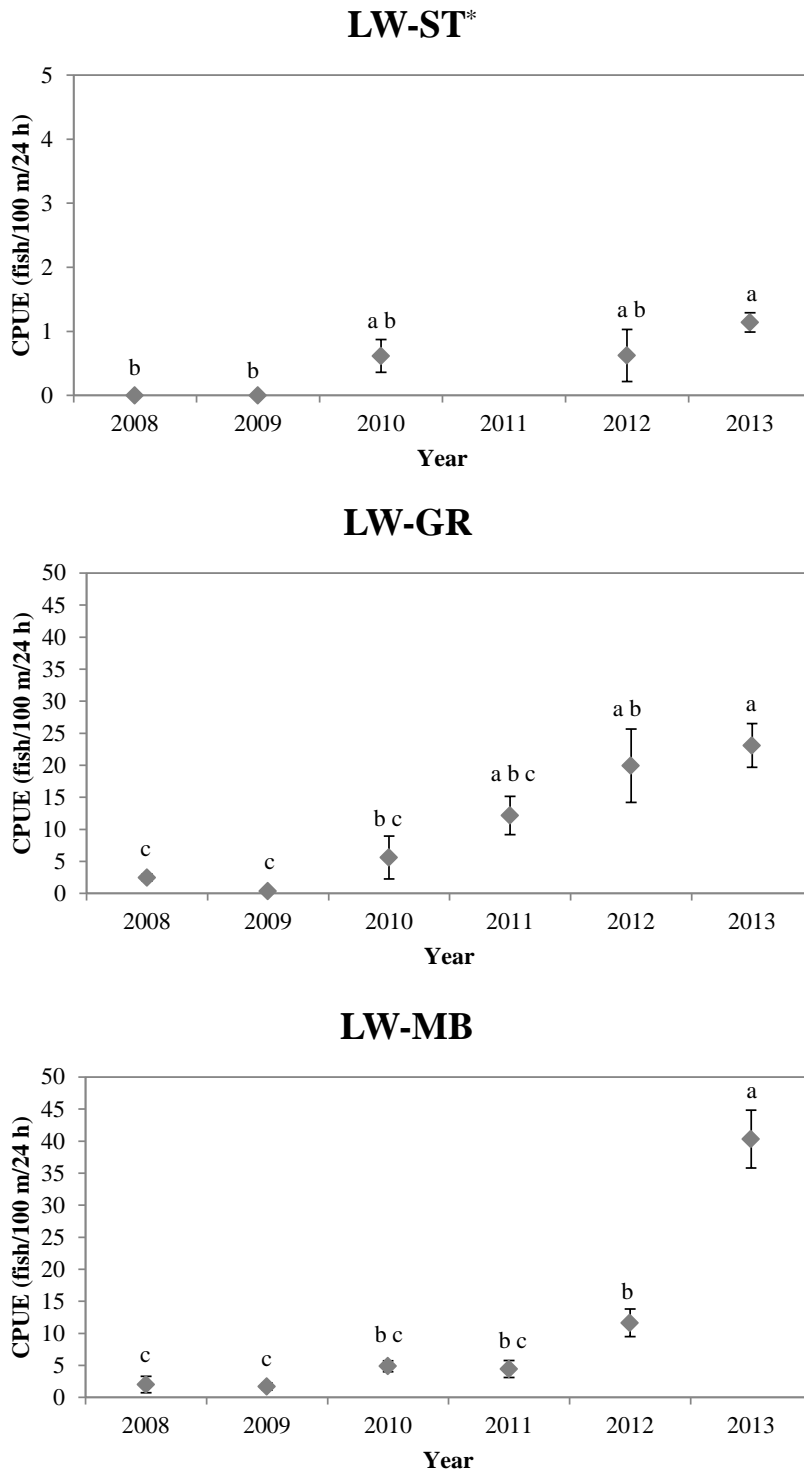 LW-ST*
CPUE (fish/100 m/24 h)
5
4
3
2
1
0
b
b
a b
a b
a
2008 2009 2010 2011 2012 2013
Year
LW-GR
CPUE (fish/100 m/24 h)
50
45
40
35
30
25
20
15
10
5
0
c
c
b c
a b c
a b
a
2008 2009 2010 2011 2012 2013
Year
LW-MB
CPUE (fish/100 m/24 h)
50
45
40
35
30
25
20
15
10
5
0
c
c
b c
b c
b
a
2008 2009 2010 2011 2012 2013
Year